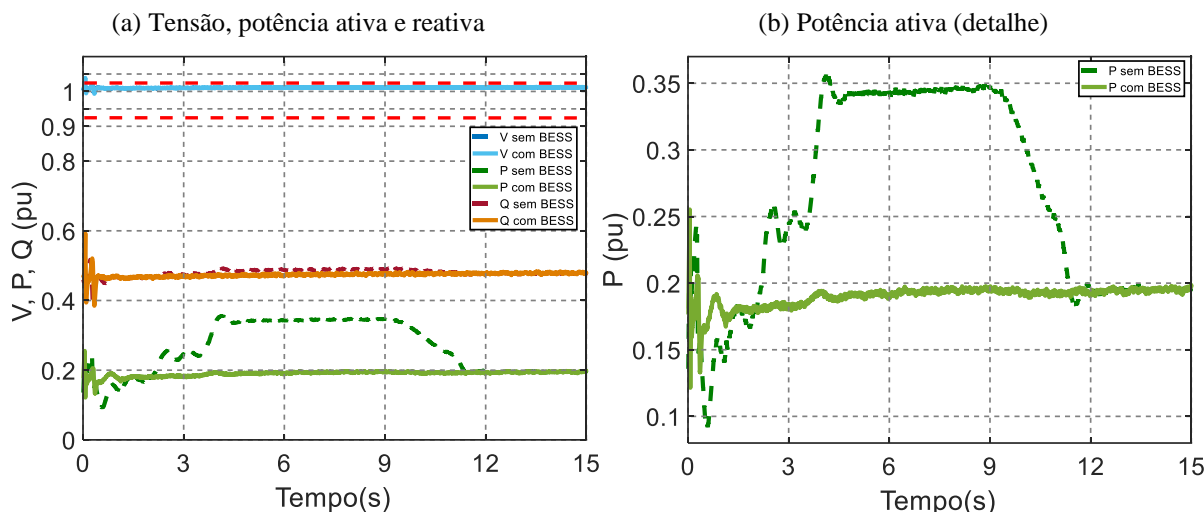 (a) Tensão, potência ativa e reativa
V, P, Q (pu)
1
0.9
0.8
0.6
0.4
0.2
0
0
3
6
9
12
15
Tempo(s)
V sem BESS
V com BESS
P sem BESS
P com BESS
Q sem BESS
Q com BESS
(b) Potência ativa (detalhe)
P (pu)
0.35
0.3
0.25
0.2
0.15
0.1
0
3
6
9
12
15
Tempo(s)
P sem BESS
P com BESS